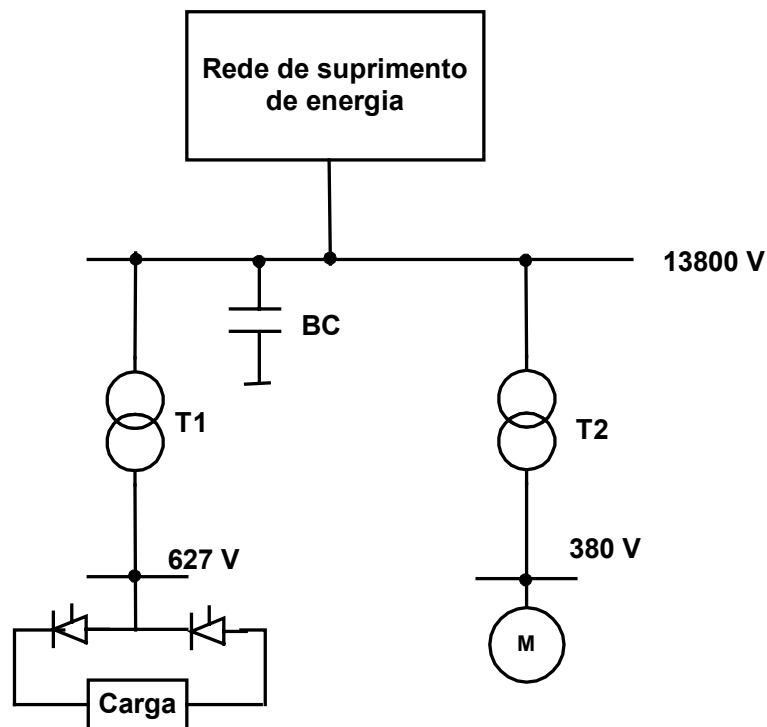 Rede de suprimento
de energia
13800 V
BC
T1
T2
627 V
380 V
M
Carga